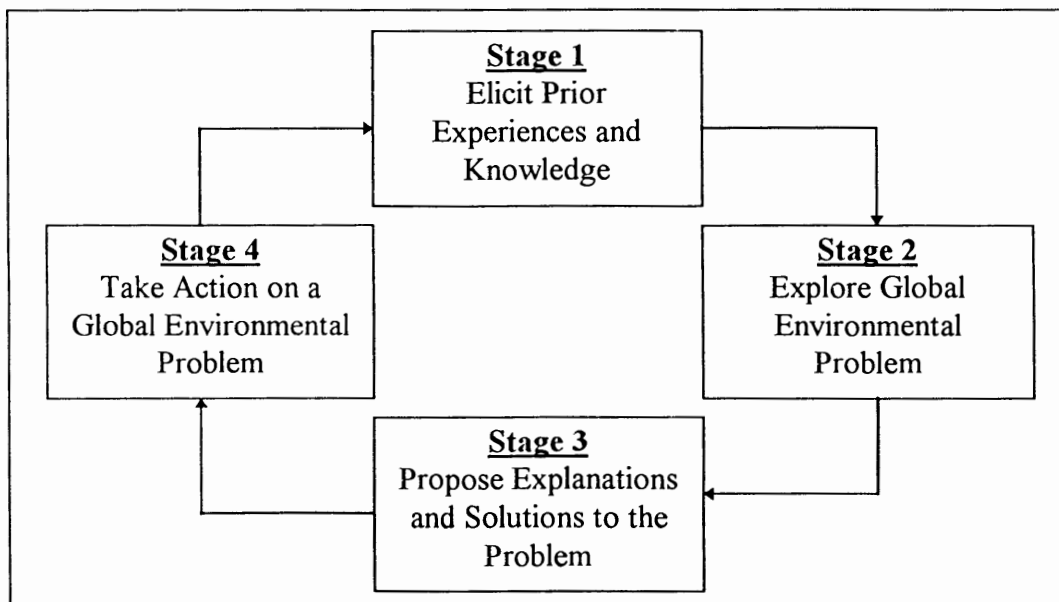 Stage 1
Elicit Prior
Experiences and
Knowledge
Stage 2
Explore Global
Environmental
Problem
Stage 3
Propose Explanations
and Solutions to the
Problem
Stage 4
Take Action on a
Global Environmental
Problem